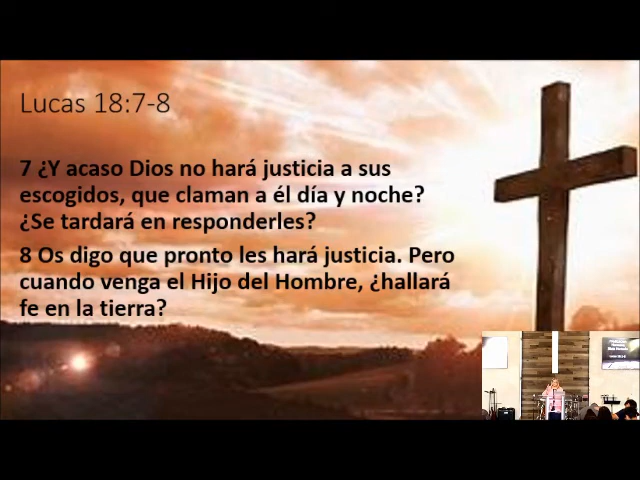 Lucas 18:7-8
7 ¿Y acaso Dios no hará justicia a sus
escogidos, que claman a él día y noche?
¿Se tardará en responderles?
8 Os digo que pronto les hará justicia. Pero
cuando venga el Hijo del Hombre, ¿hallará
fe en la tierra?